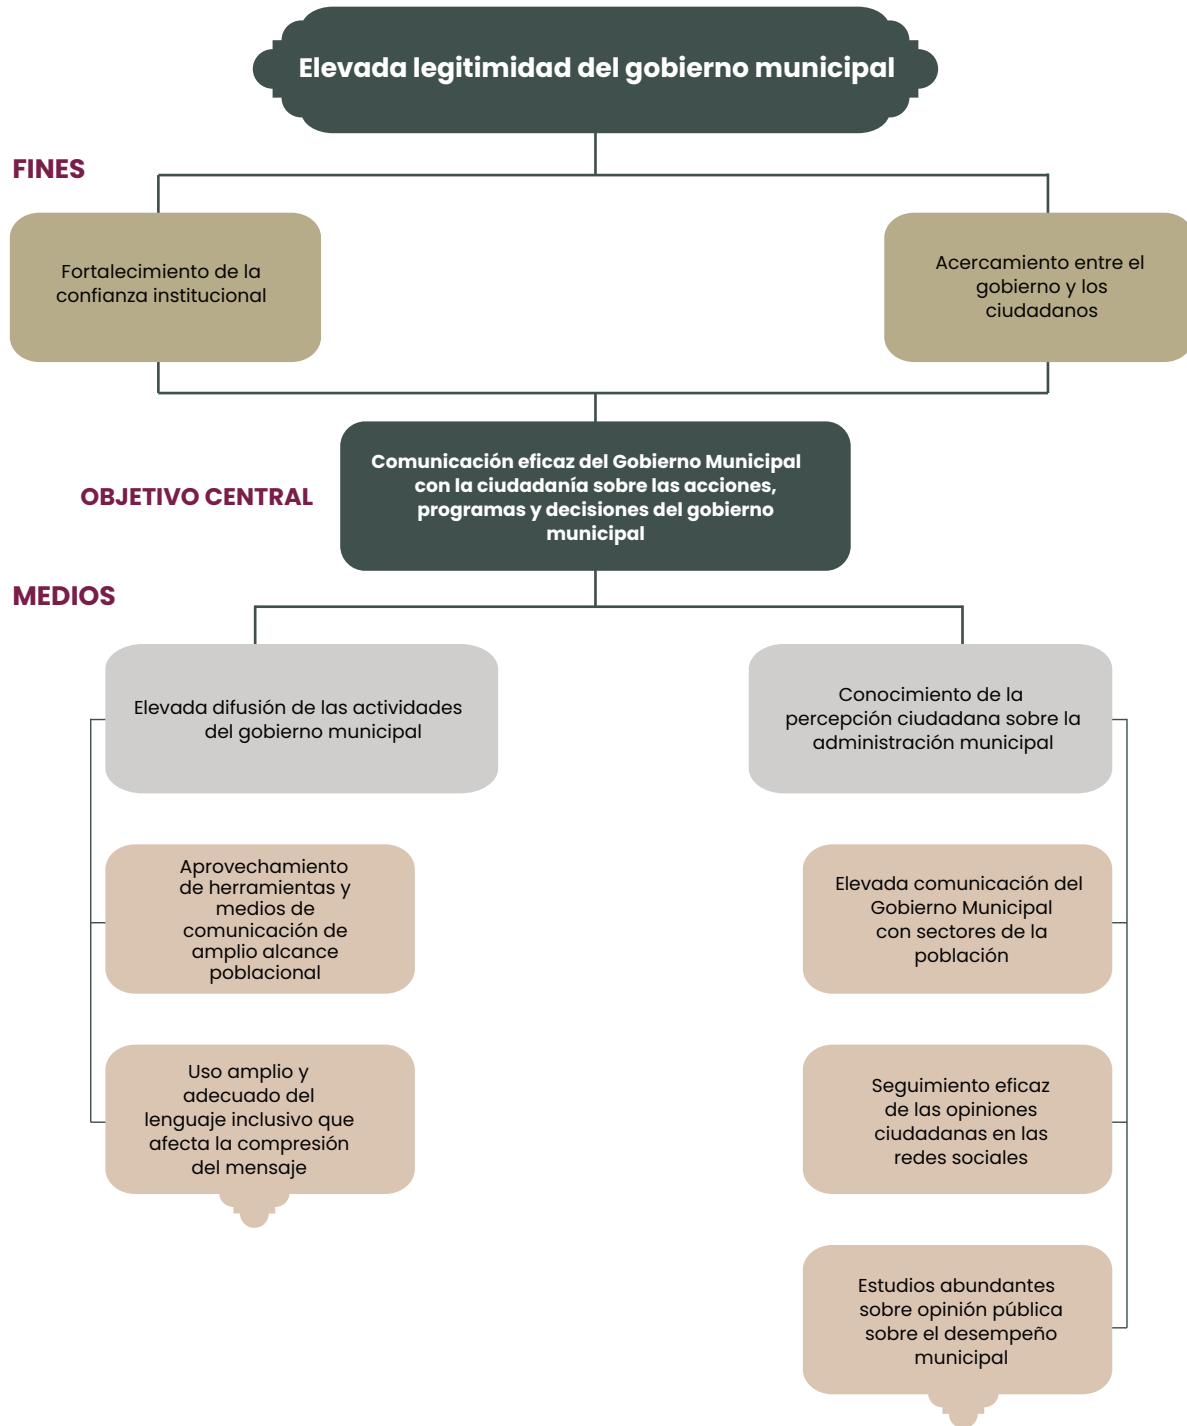 Elevada legitimidad del gobierno municipal
FINES
Fortalecimiento de la
confianza institucional
Acercamiento entre el
gobierno y los
ciudadanos
OBJETIVO CENTRAL
Comunicación eficaz del Gobierno Municipal
con la ciudadanía sobre las acciones,
programas y decisiones del gobierno
municipal
MEDIOS
Elevada difusión de las actividades
del gobierno municipal
Conocimiento de la
percepción ciudadana sobre la
administración municipal
Aprovechamiento
de herramientas y
medios de
comunicación de
amplio alcance
poblacional
Elevada comunicación del
Gobierno Municipal
con sectores de la
población
Uso amplio y
adecuado del
lenguaje inclusivo que
afecta la compresión
del mensaje
Seguimiento eficaz
de las opiniones
ciudadanas en las
redes sociales
Estudios abundantes
sobre opinión pública
sobre el desempeño
municipal